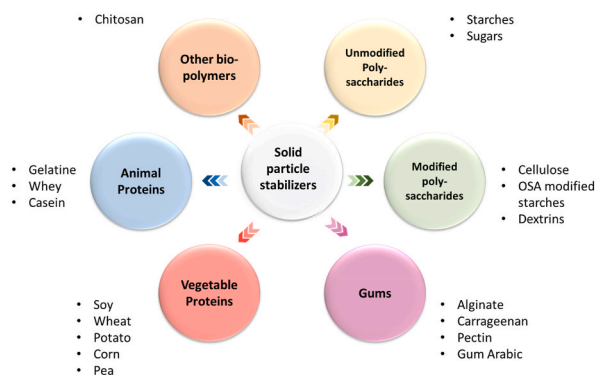 • Chitosan
Other bio-
polymers
Unmodified
Poly-
saccharides
• Starches
• Sugars
Solid
particle
stabilizers
• Gelatine
• Whey
• Casein
Animal
Proteins
Modified
poly-
saccharides
• Cellulose
• OSA modified
starches
• Dextrins
Vegetable
Proteins
• Soy
• Wheat
• Potato
• Corn
• Pea
Gums
• Alginate
• Carrageenan
• Pectin
• Gum Arabic